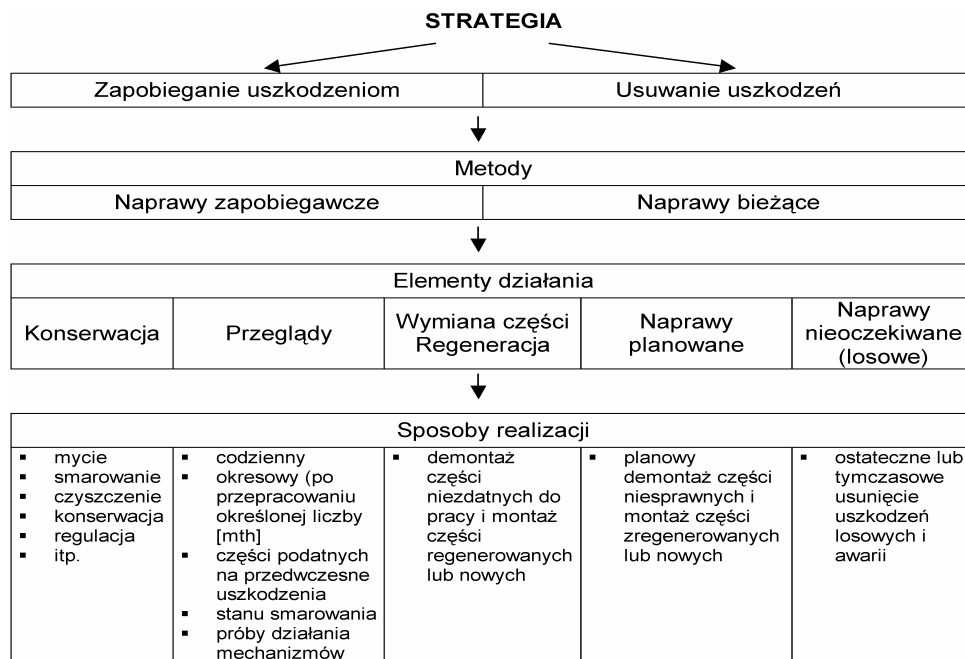 STRATEGIA
Zapobieganie uszkodzeniom
Usuwanie uszkodzeń
Metody
Naprawy zapobiegawcze
Naprawy bieżące
Elementy działania
Konserwacja
Przeglądy
Wymiana części
Regeneracja
Naprawy
planowane
Naprawy
nieoczekiwane
(losowe)
Sposoby realizacji
▪ mycie
▪ smarowanie
▪ czyszczenie
▪ konserwacja
▪ regulacja
▪ itp.
▪ codzienny
▪ okresowy (po
przepracowaniu
określonej liczby
[mth]
▪ części podatnych
na przedwczesne
uszkodzenia
▪ stanu smarowania
▪ próby działania
mechanizmów
▪ demontaż
części
niezdatnych do
pracy i montaż
części
regenerowanych
lub nowych
▪ planowy
demontaż części
niesprawnych i
montaż części
zregenerowanych
lub nowych
▪ ostateczne lub
tymczasowe
usunięcie
uszkodzeń
losowych i
awarii